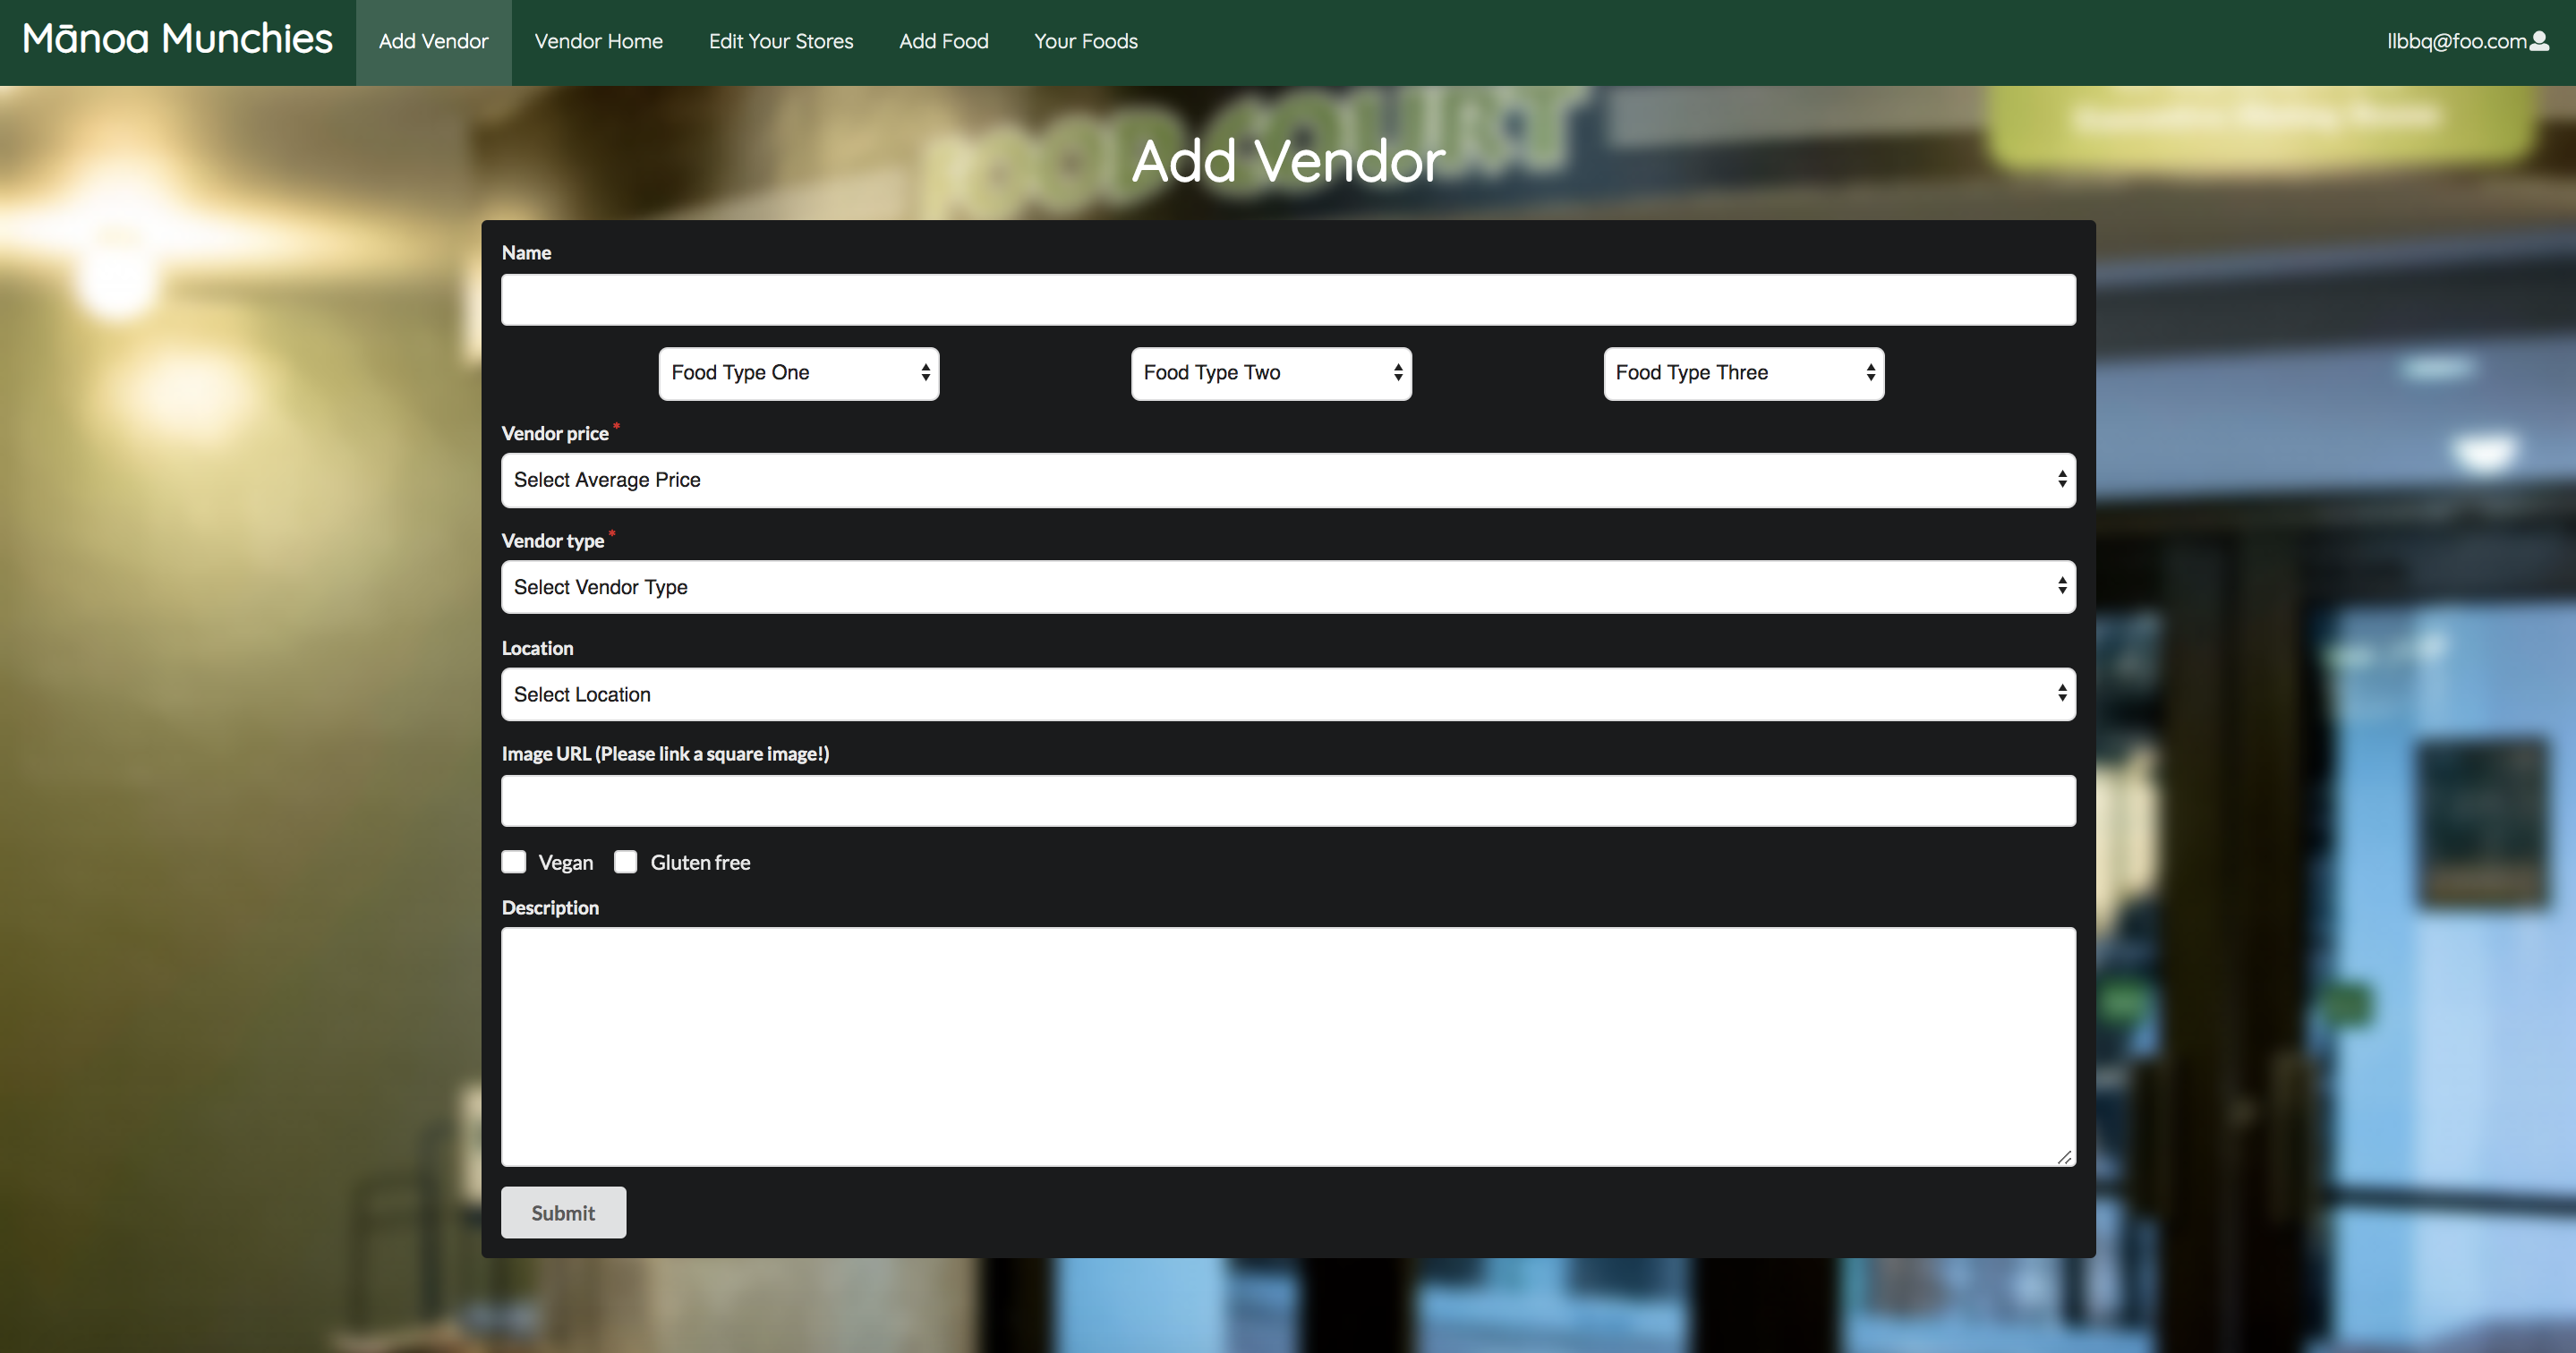 Mānoa Munchies Add Vendor Vendor Home Edit Your Stores Add Food Your Foods llbbq@foo.com
FOOD COURT
Add Vendor
Name
Food Type One Food Type Two Food Type Three
Vendor price *
Select Average Price
Vendor type *
Select Vendor Type
Location
Select Location
Image URL (Please link a square image!)
Vegan Gluten free
Description
Submit